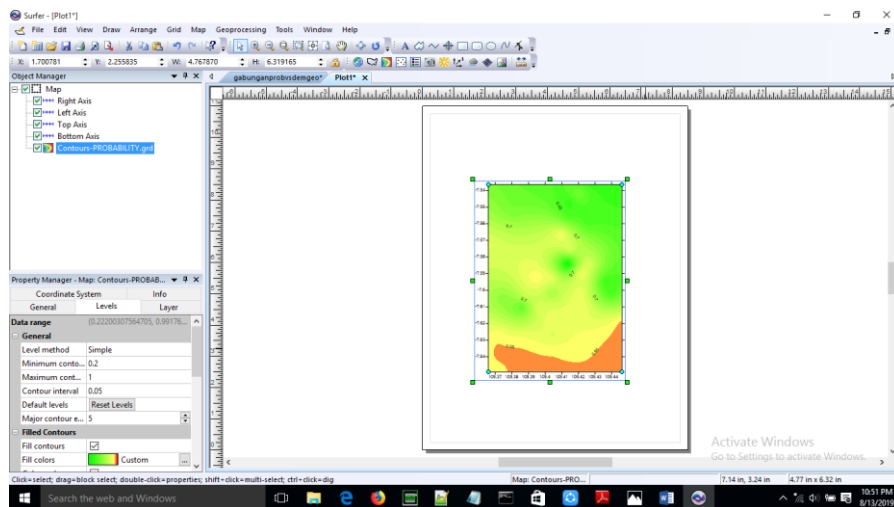 Surfer - [Plot1*]
File Edit View Draw Arrange Grid Map Geoprocessing Tools Window Help
X: 1.700781 Y: 2.255835 W: 4.767870 H: 6.319165
Object Manager
gabunganprobvsdemgeo* Plot1*
Map
Right Axis
Left Axis
Top Axis
Bottom Axis
Contours-PROBABILITY.grd
Property Manager - Map: Contours-PROBAB...
Coordinate System Info
General Levels Layer
Data range (0.22200307564705, 0.99176...
General
Level method Simple
Minimum conto... 0.2
Maximum cont... 1
Contour interval 0.05
Default levels Reset Levels
Major contour e... 5
Filled Contours
Fill contours
Fill colors Custom ...
Activate Windows
Go to Settings to activate Windows.
Click=select; drag=block select; double-click=properties; shift+click=multi-select; ctrl+click=dig
Map: Contours-PRO...
7.14 in, 3.24 in
4.77 in x 6.32 in
Search the web and Windows
10:51 PM
8/13/2019